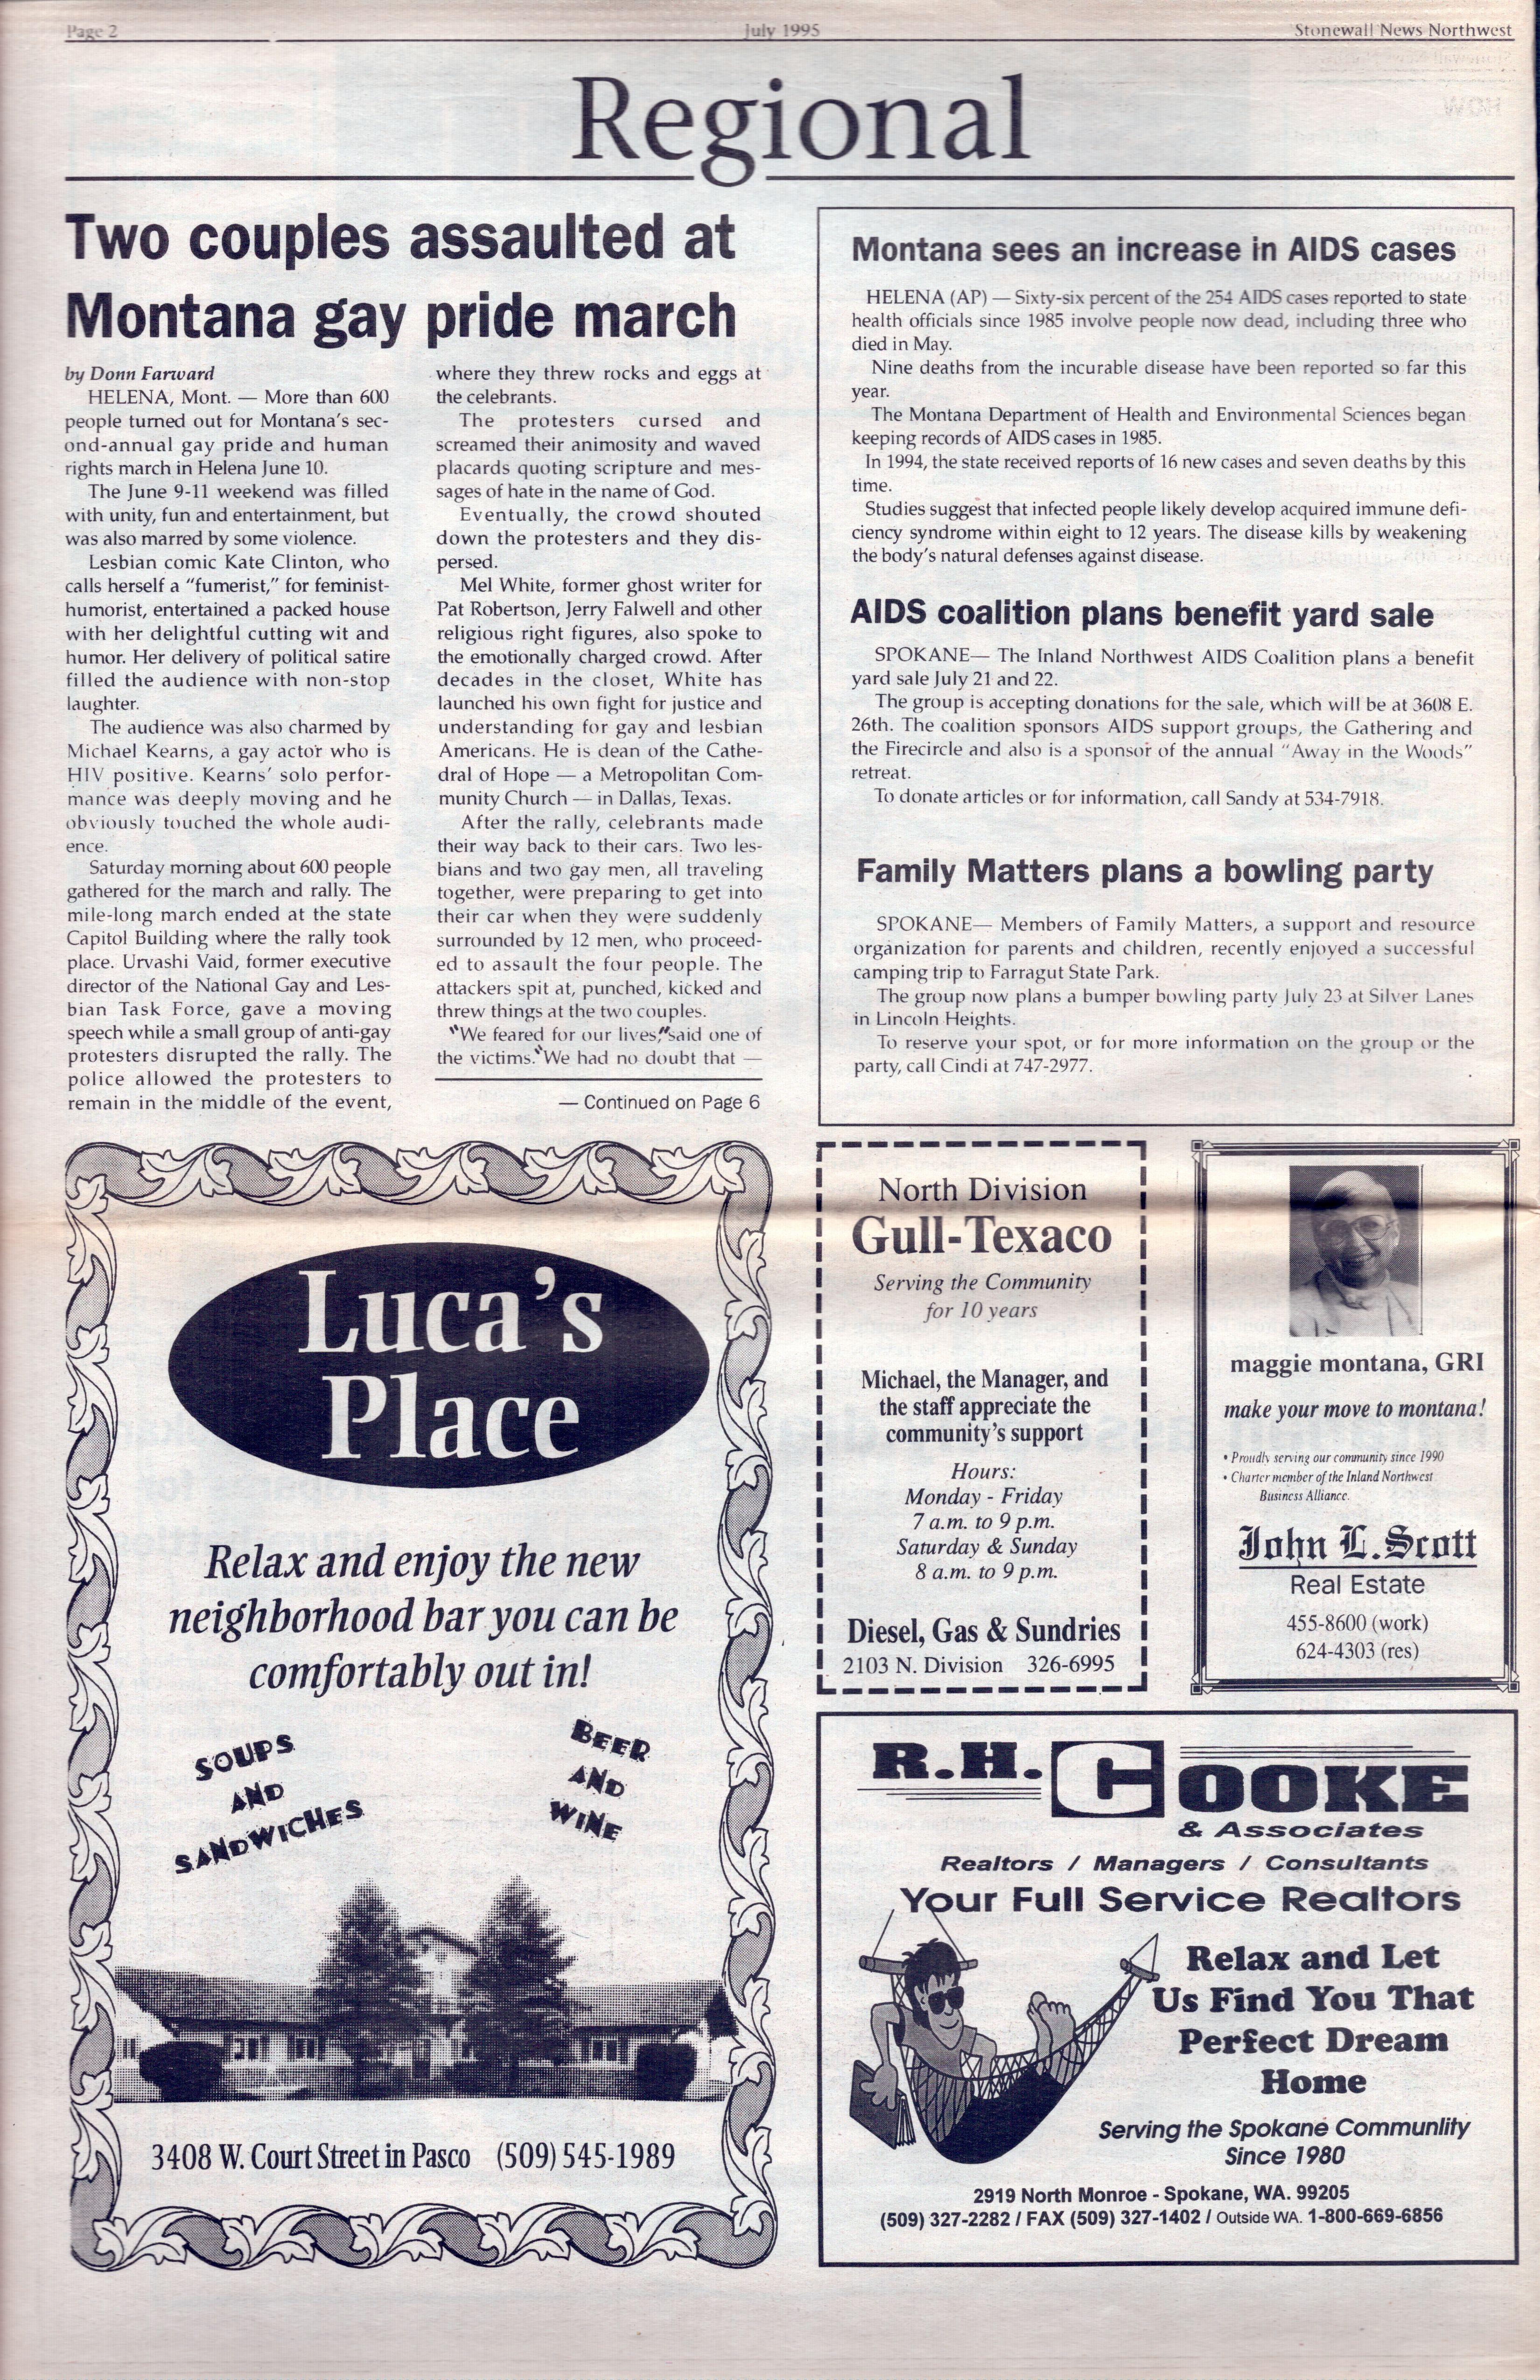 Page 2
July 1995
Stonewall News Northwest
Regional
Two couples assaulted at
Montana gay pride march
by Donn Farward
HELENA, Mont. — More than 600
people turned out for Montana's sec-
ond-annual gay pride and human
rights march in Helena June 10.
The June 9-11 weekend was filled
with unity, fun and entertainment, but
was also marred by some violence.
Lesbian comic Kate Clinton, who
calls herself a "fumerist," for feminist-
humorist, entertained a packed house
with her delightful cutting wit and
humor. Her delivery of political satire
filled the audience with non-stop
laughter.
The audience was also charmed by
Michael Kearns, a gay actor who is
HIV positive. Kearns' solo perfor-
mance was deeply moving and he
obviously touched the whole audi-
ence.
Saturday morning about 600 people
gathered for the march and rally. The
mile-long march ended at the state
Capitol Building where the rally took
place. Urvashi Vaid, former executive
director of the National Gay and Les-
bian Task Force, gave a moving
speech while a small group of anti-gay
protesters disrupted the rally. The
police allowed the protesters to
remain in the middle of the event,
where they threw rocks and eggs at
the celebrants.
The protesters cursed and
screamed their animosity and waved
placards quoting scripture and mes-
sages of hate in the name of God.
Eventually, the crowd shouted
down the protesters and they dis-
persed.
Mel White, former ghost writer for
Pat Robertson, Jerry Falwell and other
religious right figures, also spoke to
the emotionally charged crowd. After
decades in the closet, White has
launched his own fight for justice and
understanding for gay and lesbian
Americans. He is dean of the Cathe-
dral of Hope — a Metropolitan Com-
munity Church — in Dallas, Texas.
After the rally, celebrants made
their way back to their cars. Two les-
bians and two gay men, all traveling
together, were preparing to get into
their car when they were suddenly
surrounded by 12 men, who proceed-
ed to assault the four people. The
attackers spit at, punched, kicked and
threw things at the two couples.
"We feared for our lives," said one of
the victims. "We had no doubt that —
— Continued on Page 6
Montana sees an increase in AIDS cases
HELENA (AP) — Sixty-six percent of the 254 AIDS cases reported to state
health officials since 1985 involve people now dead, including three who
died in May.
Nine deaths from the incurable disease have been reported so far this
year.
The Montana Department of Health and Environmental Sciences began
keeping records of AIDS cases in 1985.
In 1994, the state received reports of 16 new cases and seven deaths by this
time.
Studies suggest that infected people likely develop acquired immune defi-
ciency syndrome within eight to 12 years. The disease kills by weakening
the body's natural defenses against disease.
AIDS coalition plans benefit yard sale
SPOKANE— The Inland Northwest AIDS Coalition plans a benefit
yard sale July 21 and 22.
The group is accepting donations for the sale, which will be at 3608 E.
26th. The coalition sponsors AIDS support groups, the Gathering and
the Firecircle and also is a sponsor of the annual "Away in the Woods"
retreat.
To donate articles or for information, call Sandy at 534-7918.
Family Matters plans a bowling party
SPOKANE— Members of Family Matters, a support and resource
organization for parents and children, recently enjoyed a successful
camping trip to Farragut State Park.
The group now plans a bumper bowling party July 23 at Silver Lanes
in Lincoln Heights.
To reserve your spot, or for more information on the group or the
party, call Cindi at 747-2977.
Luca's
Place
Relax and enjoy the new
neighborhood bar you can be
comfortably out in!
SOUPS
AND
SANDWICHES
BEER
AND
WINE
3408 W. Court Street in Pasco (509) 545-1989
North Division
Gull-Texaco
Serving the Community
for 10 years
Michael, the Manager, and
the staff appreciate the
community's support
Hours:
Monday - Friday
7 a.m. to 9 p.m.
Saturday & Sunday
8 a.m. to 9 p.m.
Diesel, Gas & Sundries
2103 N. Division 326-6995
maggie montana, GRI
make your move to montana!
• Proudly serving our community since 1990
• Charter member of the Inland Northwest
Business Alliance.
John L. Scott
Real Estate
455-8600 (work)
624-4303 (res)
R.H. COOKE
& Associates
Realtors / Managers / Consultants
Your Full Service Realtors
Relax and Let
Us Find You That
Perfect Dream
Home
Serving the Spokane Communlity
Since 1980
2919 North Monroe - Spokane, WA. 99205
(509) 327-2282 / FAX (509) 327-1402 / Outside WA. 1-800-669-6856